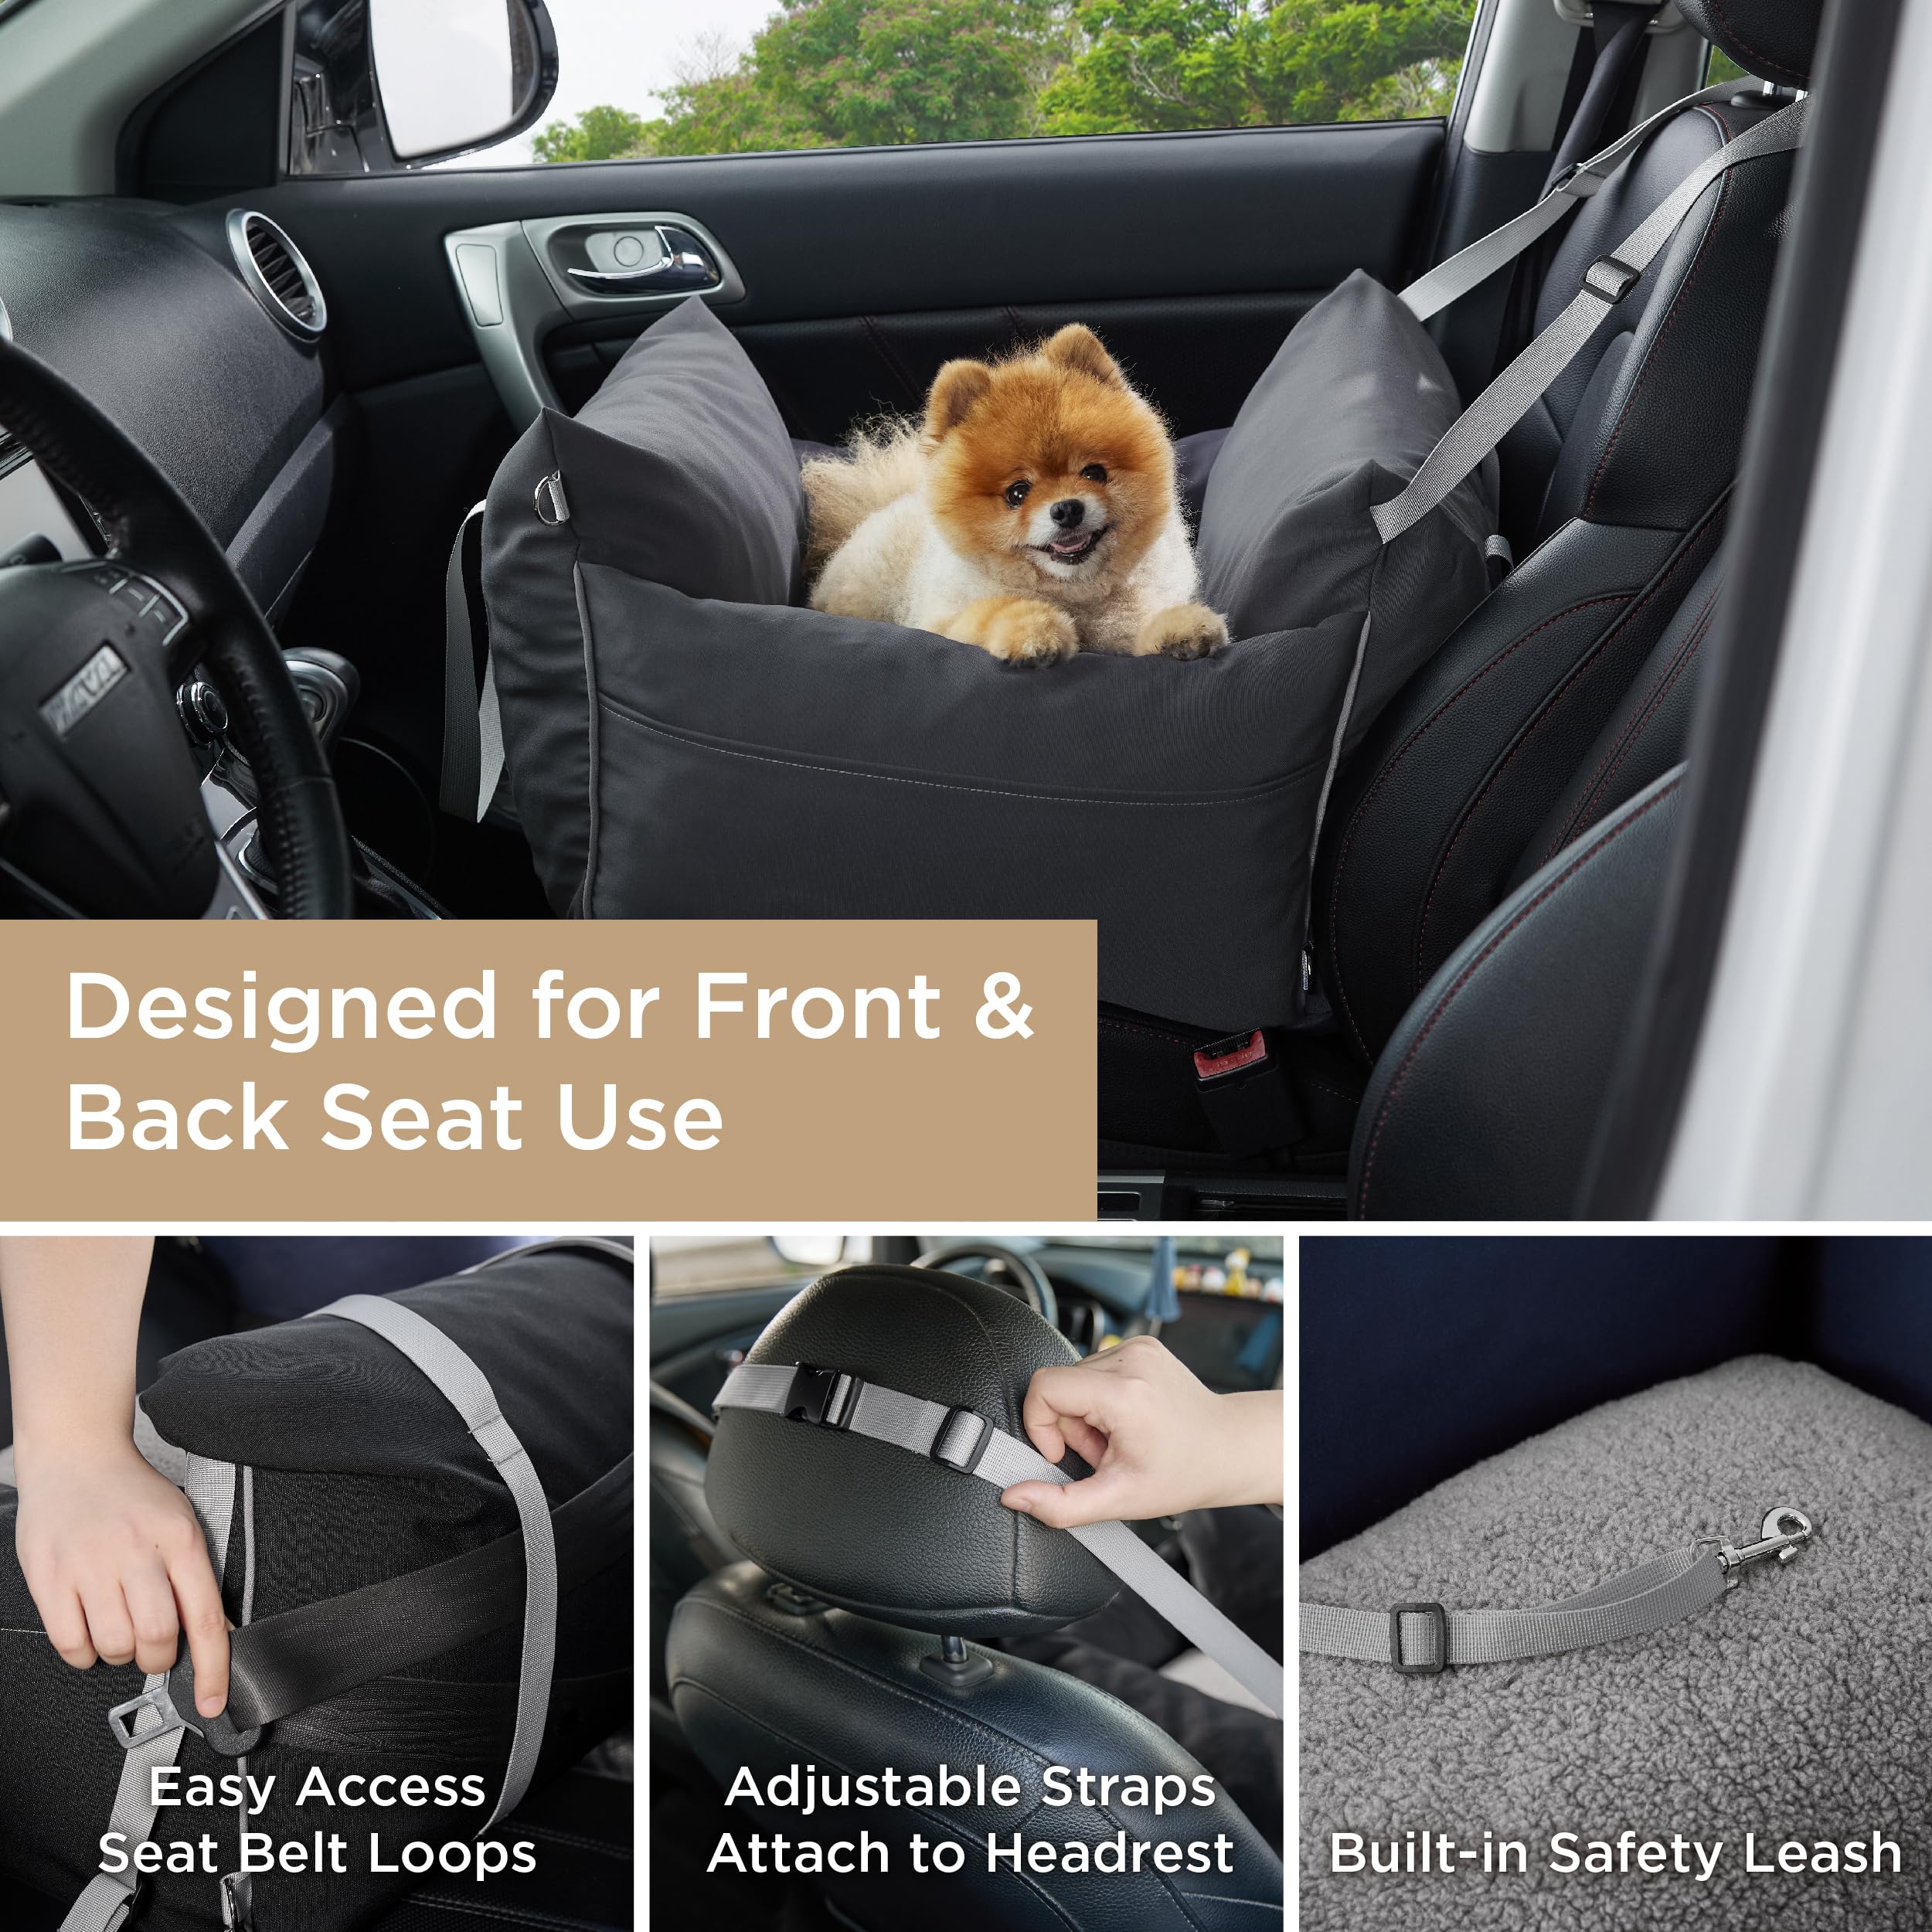 Designed for Front &
Back Seat Use
Easy Access
Seat Belt Loops
Adjustable Straps
Attach to Headrest
Built-in Safety Leash